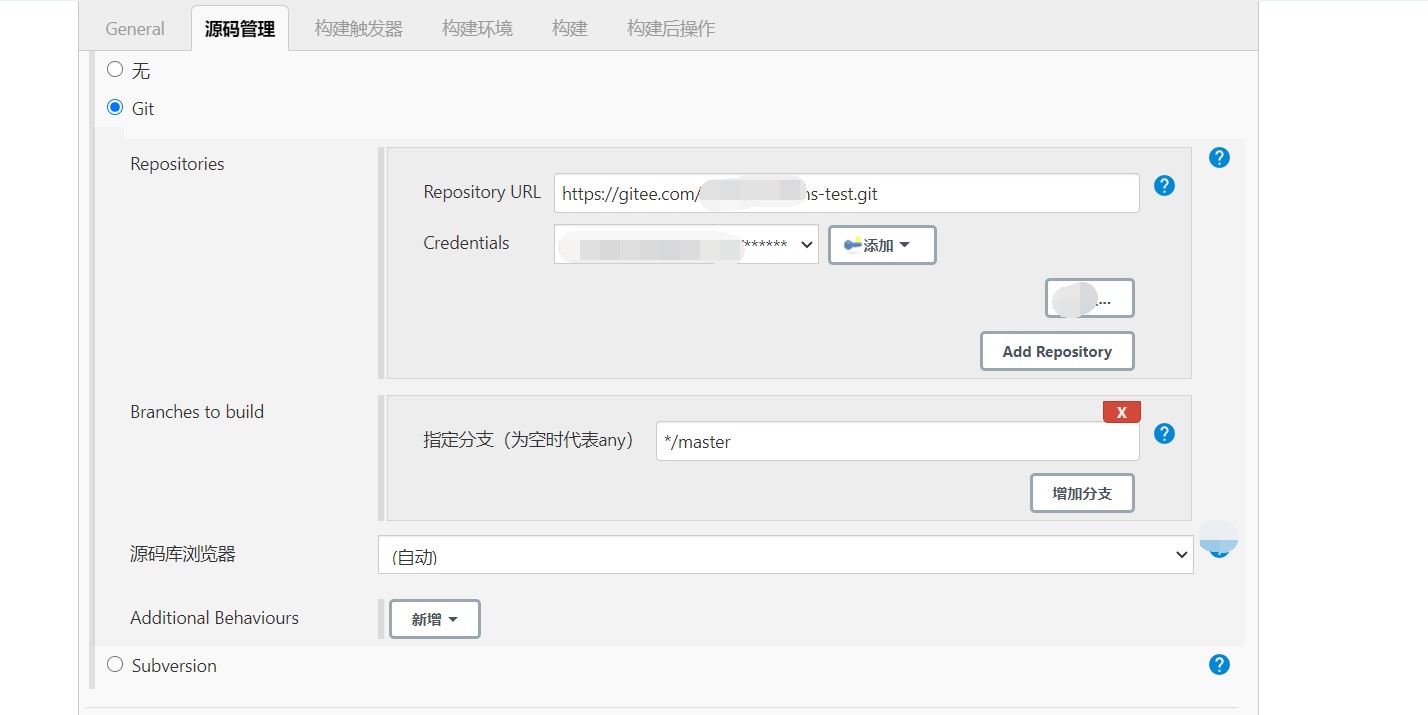 General 源码管理 构建触发器 构建环境 构建 构建后操作
无
Git
Repositories
?
Repository URL https://gitee.com/ ns-test.git ?
Credentials ****** 添加
...
Add Repository
Branches to build
X
指定分支（为空时代表any） */master ?
增加分支
源码库浏览器 (自动)
Additional Behaviours 新增
Subversion ?